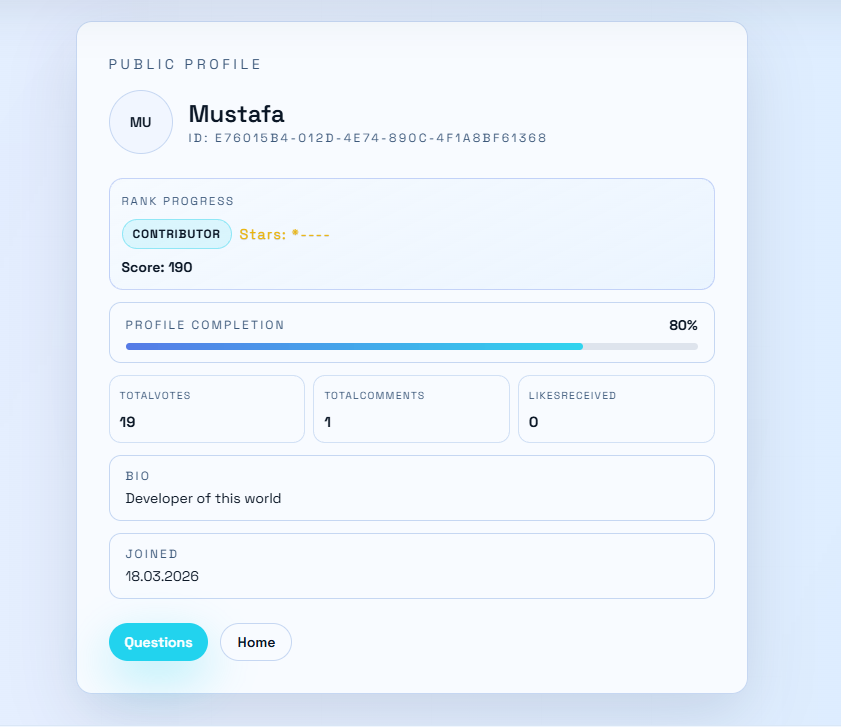 PUBLIC PROFILE
MU
Mustafa
ID: E76015B4-012D-4E74-890C-4F1A8BF61368
RANK PROGRESS
CONTRIBUTOR Stars: *----
Score: 190
PROFILE COMPLETION 80%
TOTALVOTES TOTALCOMMENTS LIKESRECEIVED
19 1 0
BIO
Developer of this world
JOINED
18.03.2026
Questions Home